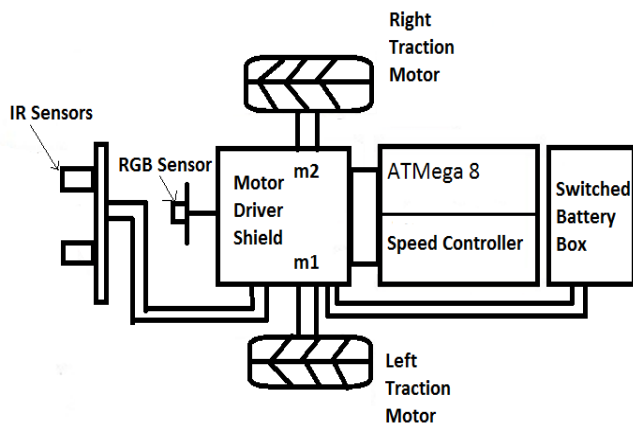 Right
Traction
Motor
IR Sensors
RGB Sensor
Motor
Driver
Shield
m2
m1
ATMega 8
Speed Controller
Switched
Battery
Box
Left
Traction
Motor